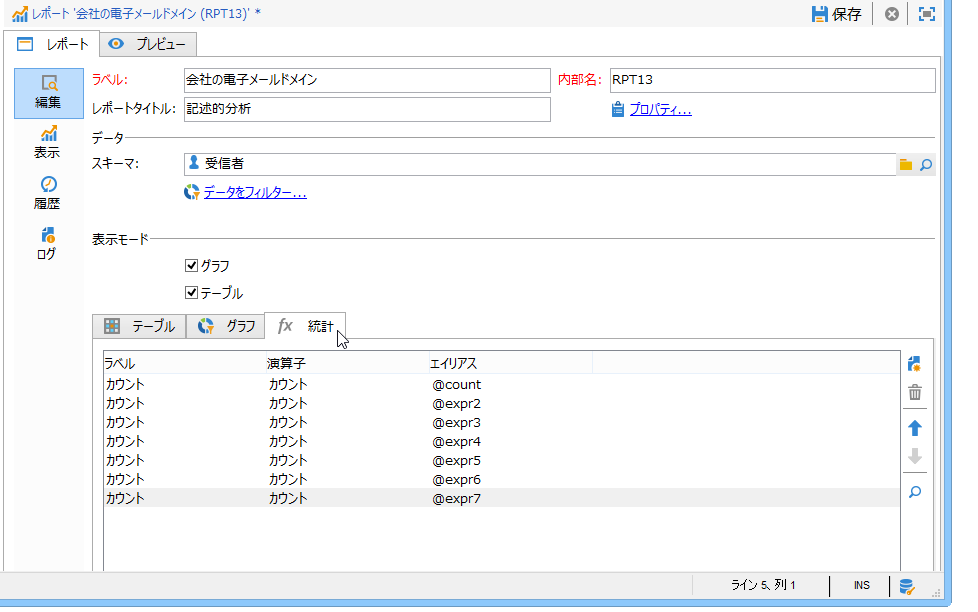 レポート '会社の電子メールドメイン (RPT13)' *
保存
レポート プレビュー
編集
表示
履歴
ログ
ラベル: 会社の電子メールドメイン 内部名: RPT13
レポートタイトル: 記述的分析 プロパティ...
データ
スキーマ: 受信者
データをフィルター...
表示モード
グラフ
テーブル
テーブル グラフ fx 統計
ラベル 演算子 エイリアス
カウント カウント @count
カウント カウント @expr2
カウント カウント @expr3
カウント カウント @expr4
カウント カウント @expr5
カウント カウント @expr6
カウント カウント @expr7
ライン 5、列 1 INS